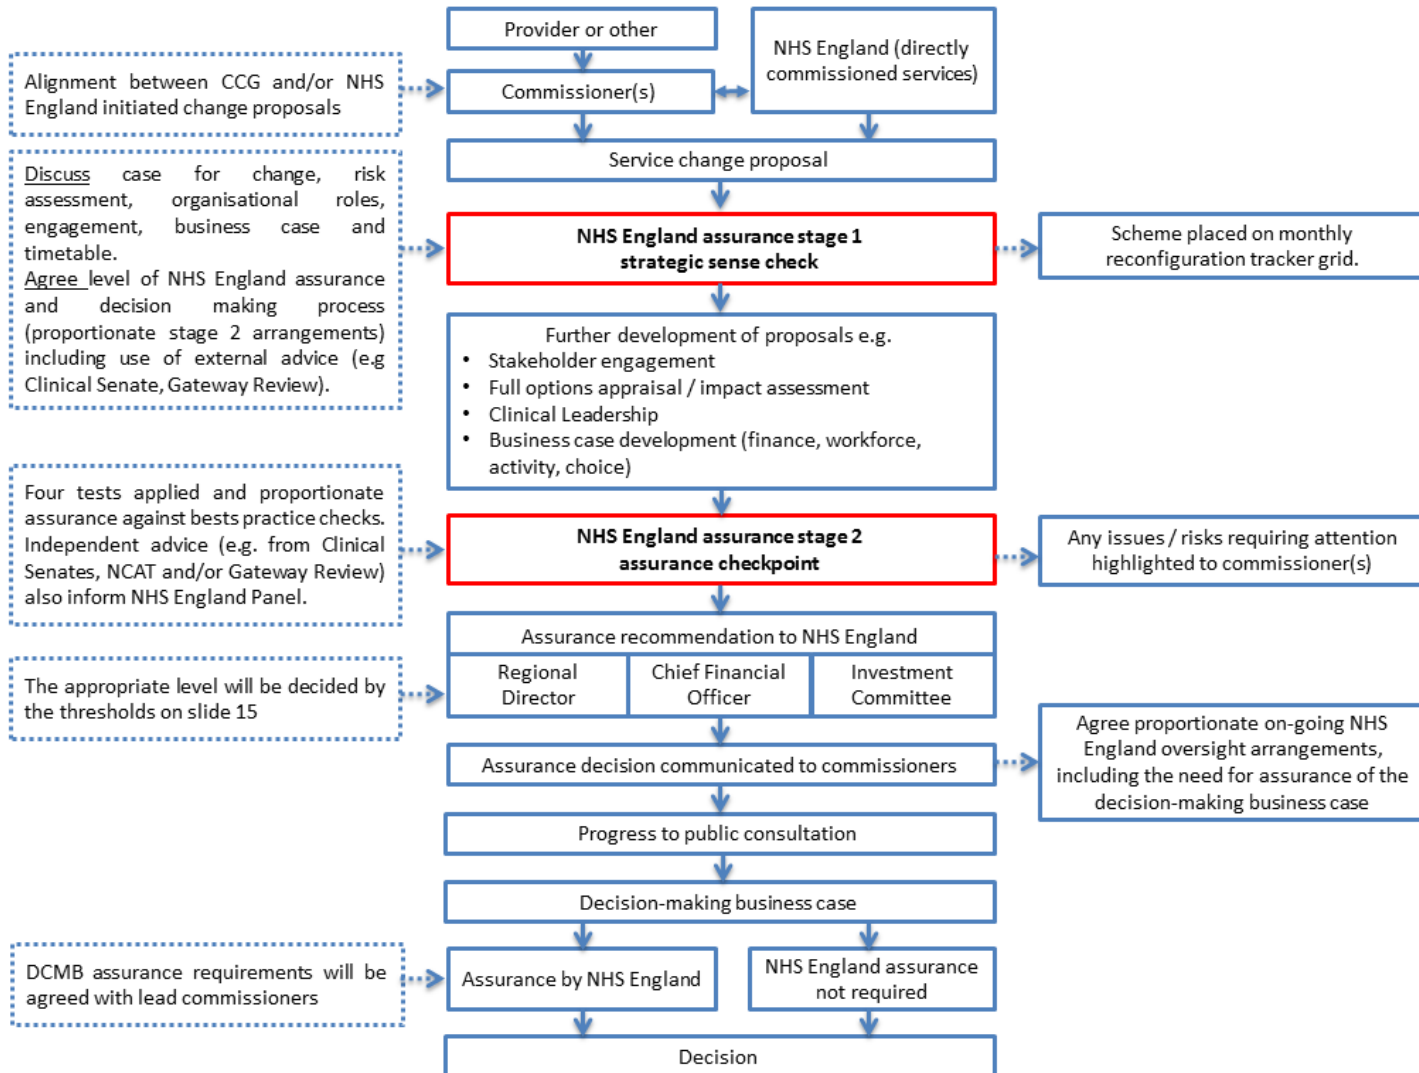 Provider or other
NHS England (directly
commissioned services)
Alignment between CCG and/or NHS
England initiated change proposals
Commissioner(s)
Service change proposal
Discuss case for change, risk
assessment, organisational roles,
engagement, business case and
timetable.
Agree level of NHS England assurance
and decision making process
(proportionate stage 2 arrangements)
including use of external advice (e.g
Clinical Senate, Gateway Review).
NHS England assurance stage 1
strategic sense check
Scheme placed on monthly
reconfiguration tracker grid.
Further development of proposals e.g.
• Stakeholder engagement
• Full options appraisal / impact assessment
• Clinical Leadership
• Business case development (finance, workforce,
activity, choice)
Four tests applied and proportionate
assurance against bests practice checks.
Independent advice (e.g. from Clinical
Senates, NCAT and/or Gateway Review)
also inform NHS England Panel.
NHS England assurance stage 2
assurance checkpoint
Any issues / risks requiring attention
highlighted to commissioner(s)
Assurance recommendation to NHS England
Regional
Director
Chief Financial
Officer
Investment
Committee
The appropriate level will be decided by
the thresholds on slide 15
Assurance decision communicated to commissioners
Agree proportionate on-going NHS
England oversight arrangements,
including the need for assurance of the
decision-making business case
Progress to public consultation
Decision-making business case
DCMB assurance requirements will be
agreed with lead commissioners
Assurance by NHS England
NHS England assurance
not required
Decision